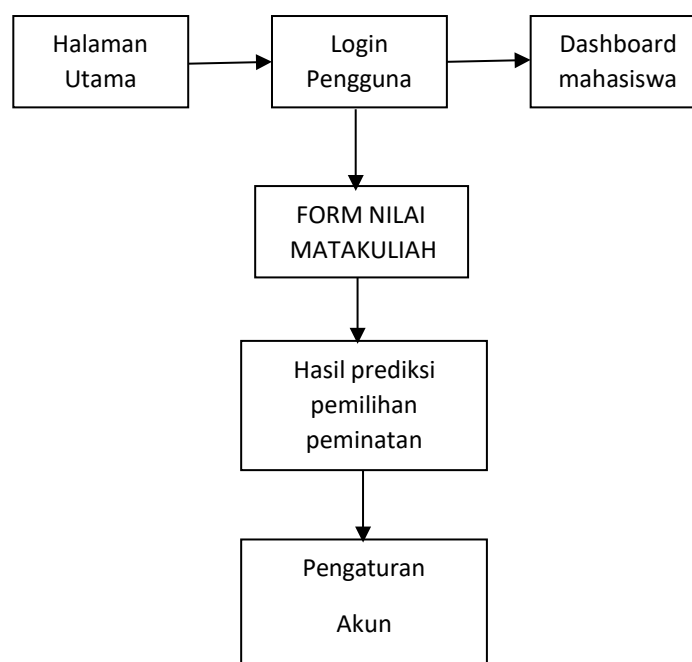 Halaman
Utama
Login
Pengguna
Dashboard
mahasiswa
FORM NILAI
MATAKULIAH
Hasil prediksi
pemilihan
peminatan
Pengaturan
Akun